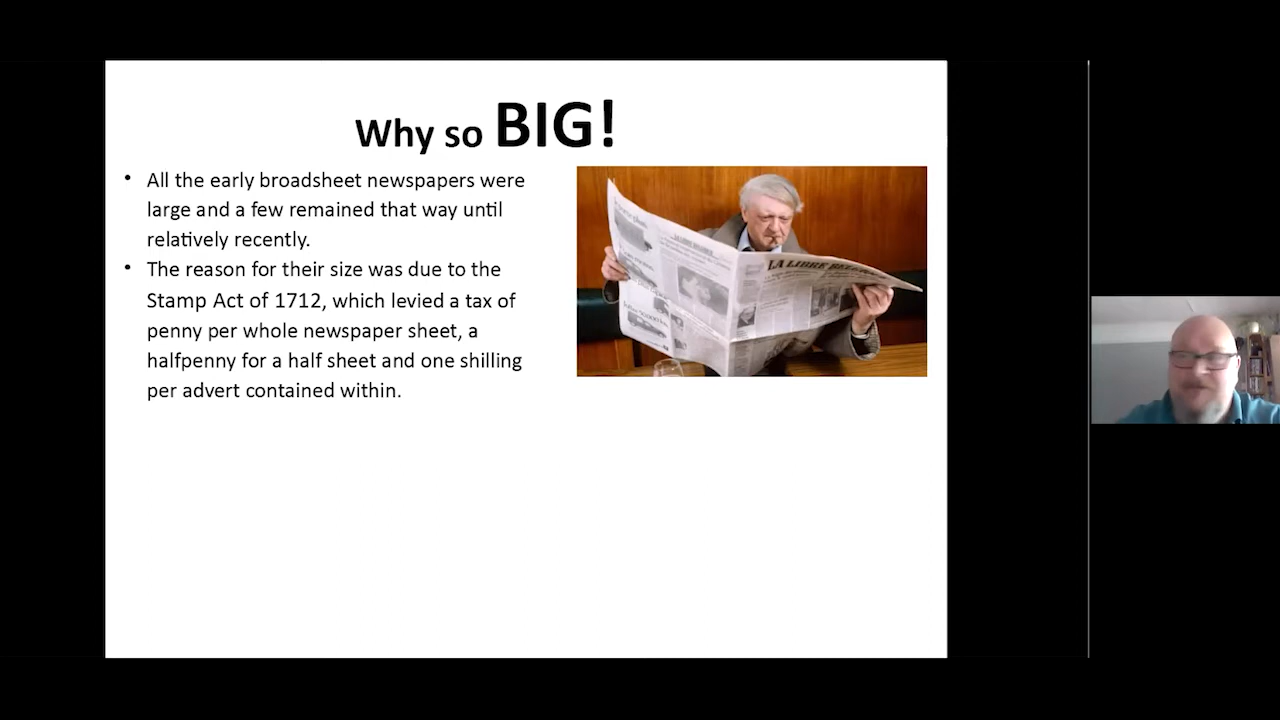 Why so BIG!
All the early broadsheet newspapers were
large and a few remained that way until
relatively recently.
The reason for their size was due to the
Stamp Act of 1712, which levied a tax of
penny per whole newspaper sheet, a
halfpenny for a half sheet and one shilling
per advert contained within.
LA LIBRE